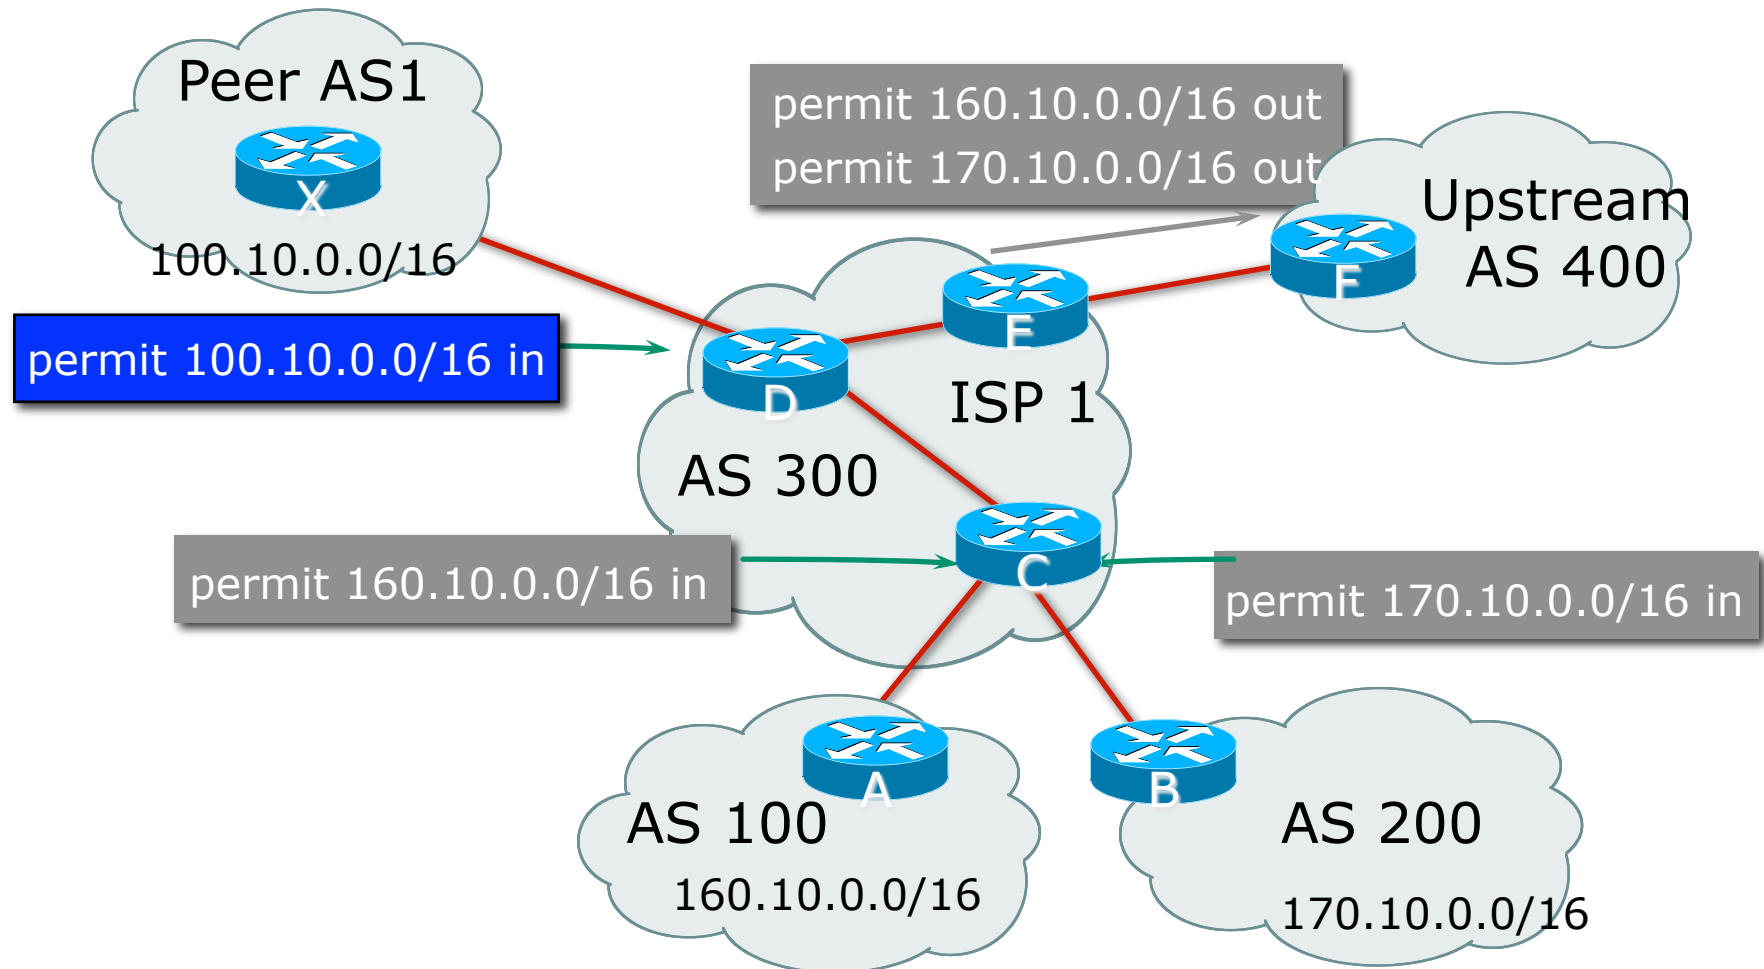 Peer AS1
X
100.10.0.0/16
permit 160.10.0.0/16 out
permit 170.10.0.0/16 out
Upstream
AS 400
F
E
permit 100.10.0.0/16 in
D
ISP 1
AS 300
permit 160.10.0.0/16 in
C
permit 170.10.0.0/16 in
A
AS 100
160.10.0.0/16
B
AS 200
170.10.0.0/16